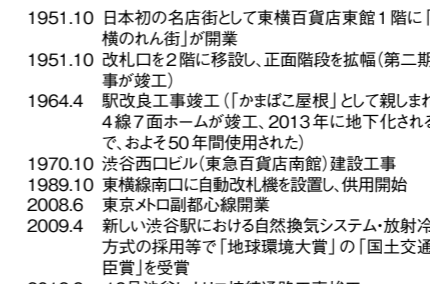 1951.10 日本初の名店街として東横百貨店東館1階に「
横のれん街」が開業
1951.10 改札口を2階に移設し、正面階段を拡幅(第二期
事が竣工)
1964.4 駅改良工事竣工(「かまぼこ屋根」として親しまれ
4線7面ホームが竣工、2013年に地下化される
で、およそ50年間使用された)
1970.10 渋谷西口ビル(東急百貨店南館)建設工事
1989.10 東横線南口に自動改札機を設置し、供用開始
2008.6 東京メトロ副都心線開業
2009.4 新しい渋谷駅における自然換気システム・放射冷
方式の採用等で「地球環境大賞」の「国土交通
臣賞」を受賞